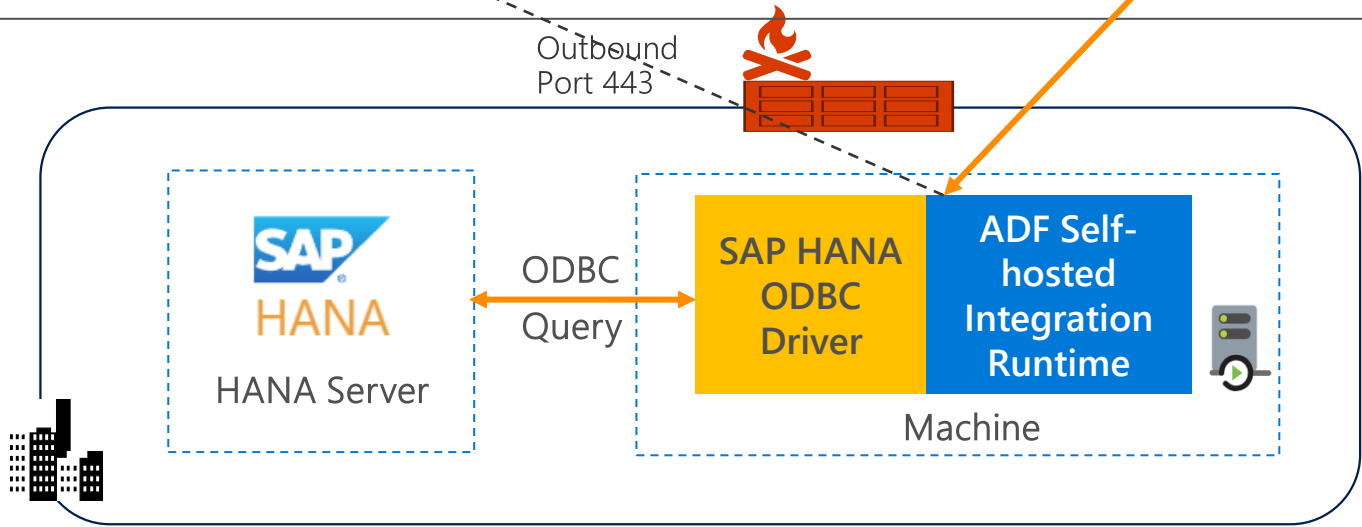 Outbound
Port 443
SAP
®
HANA
HANA Server
ODBC
Query
SAP HANA
ODBC
Driver
ADF Self-
hosted
Integration
Runtime
Machine